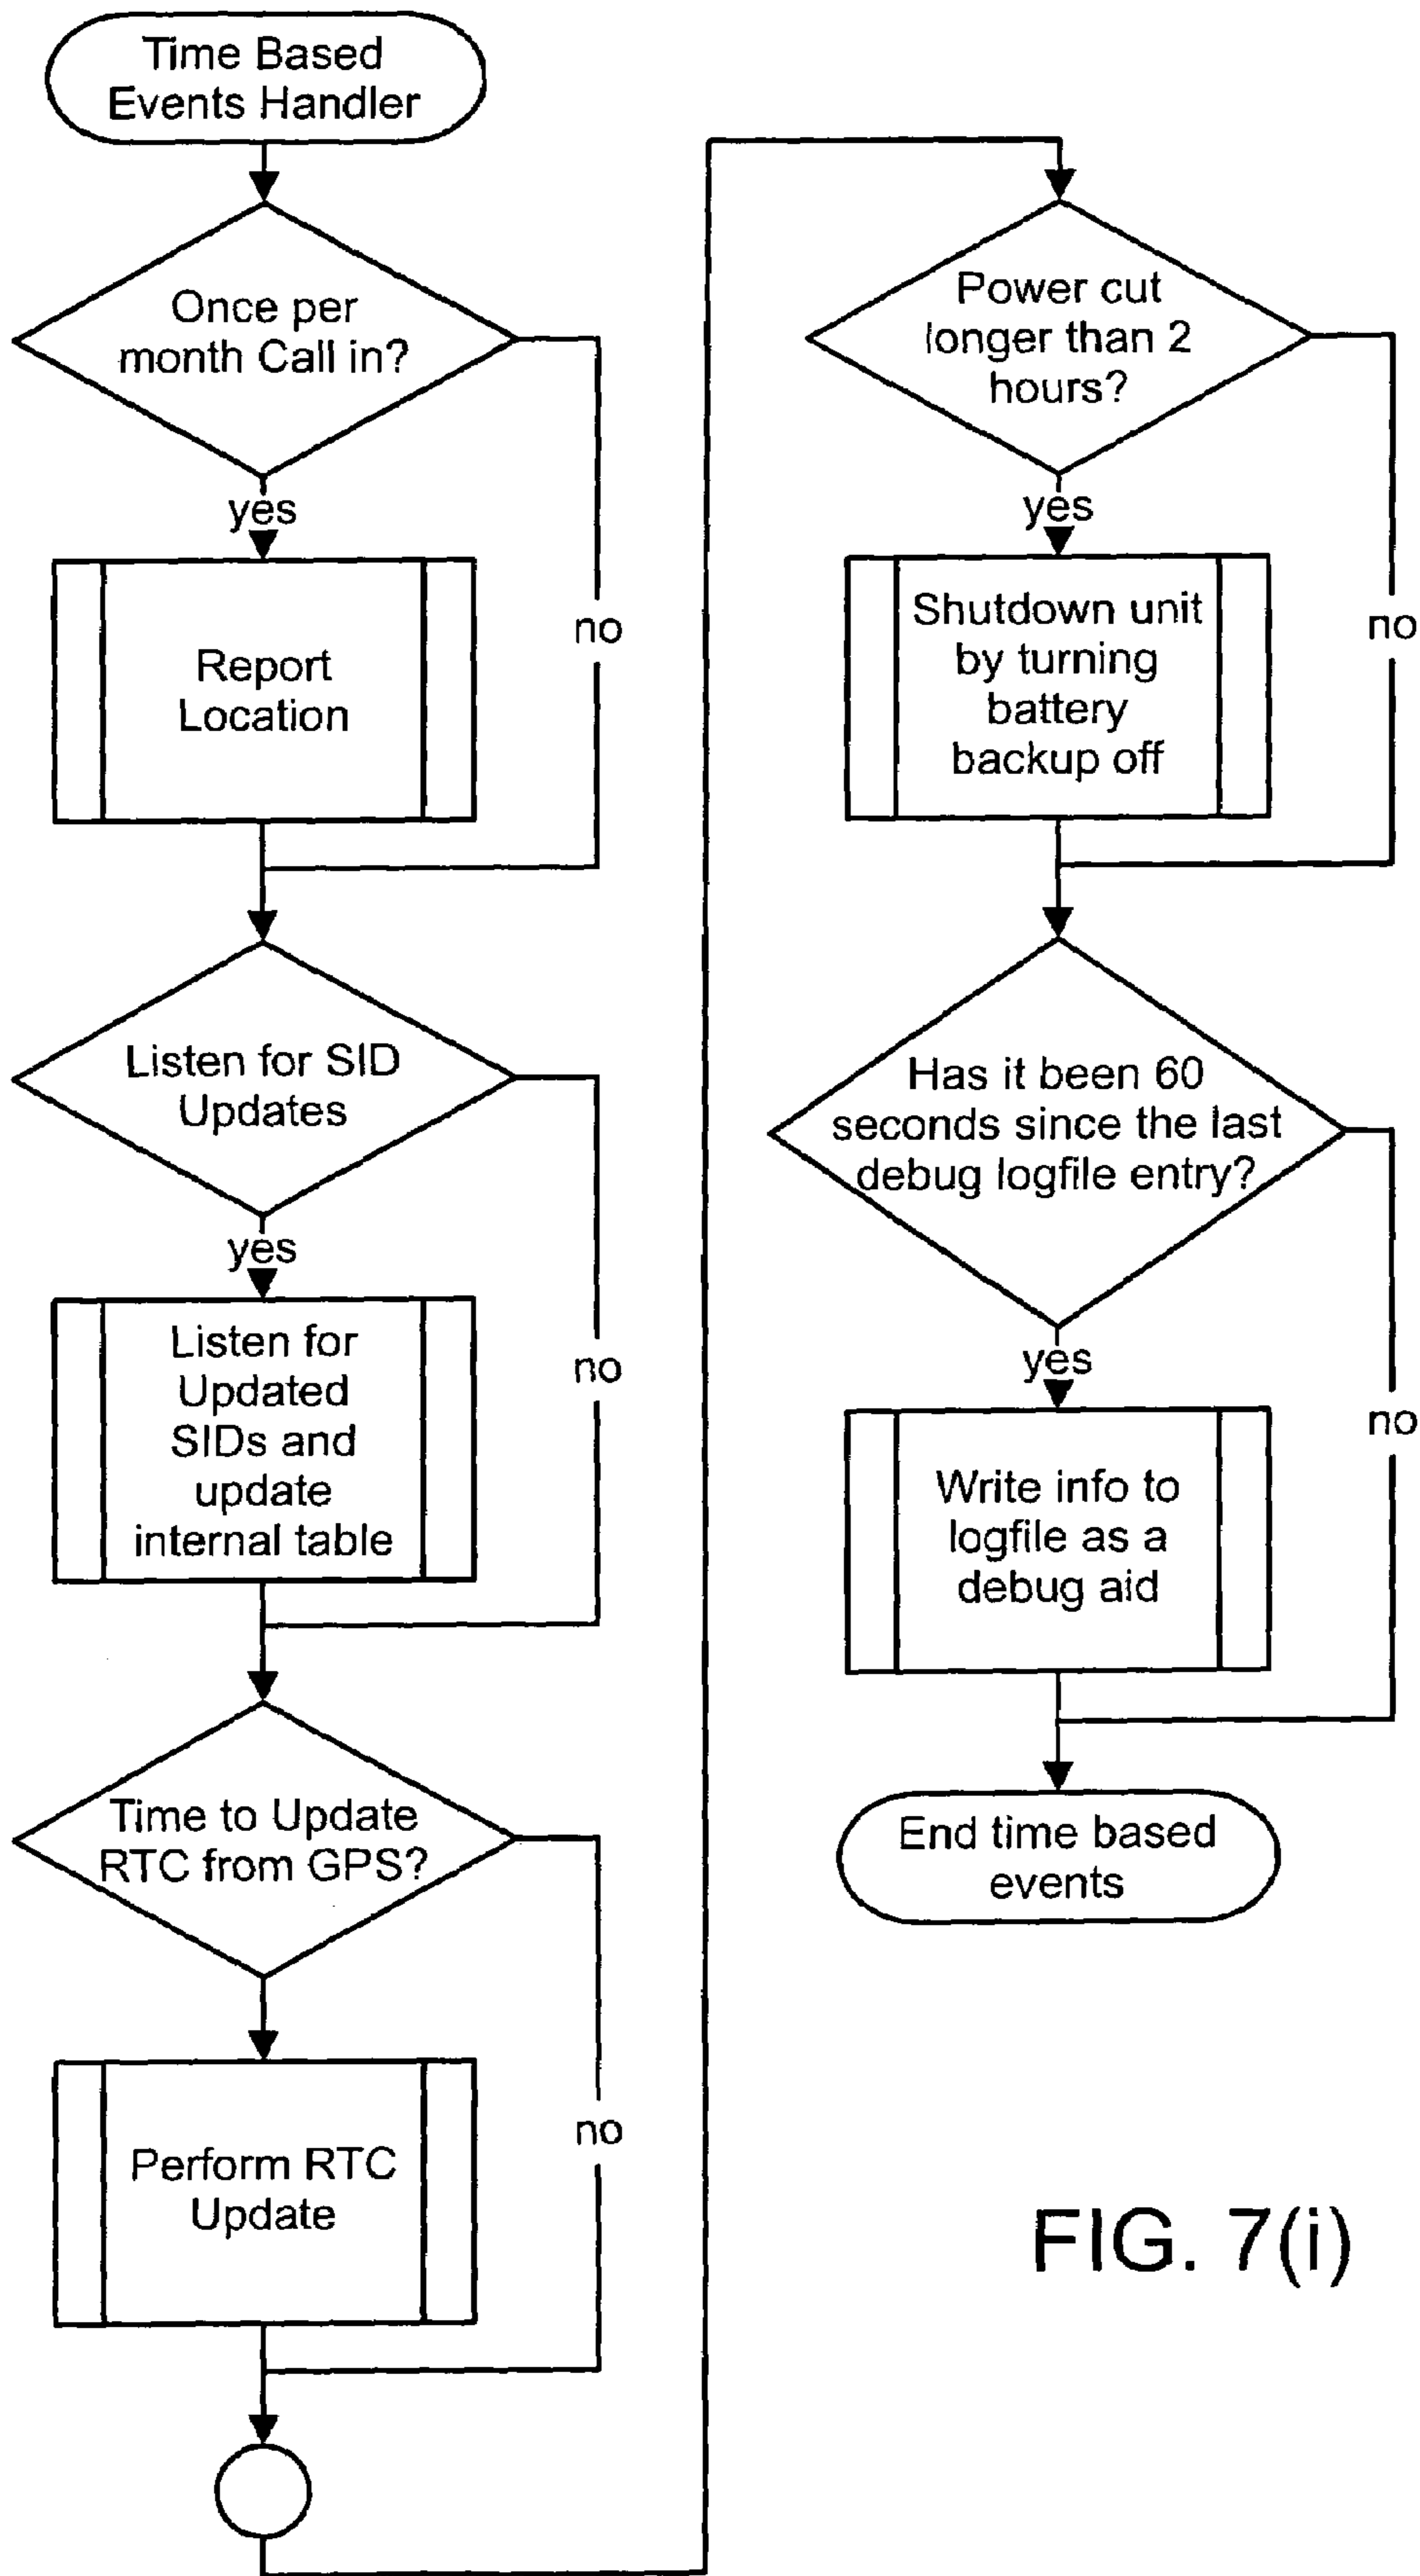 Time Based
Events Handler
Once per
month Call in?
yes
no
Report
Location
Listen for SID
Updates
yes
no
Listen for
Updated
SIDs and
update
internal table
Time to Update
RTC from GPS?
no
Perform RTC
Update
Power cut
longer than 2
hours?
yes
no
Shutdown unit
by turning
battery
backup off
Has it been 60
seconds since the last
debug logfile entry?
yes
no
Write info to
logfile as a
debug aid
End time based
events
FIG. 7(i)